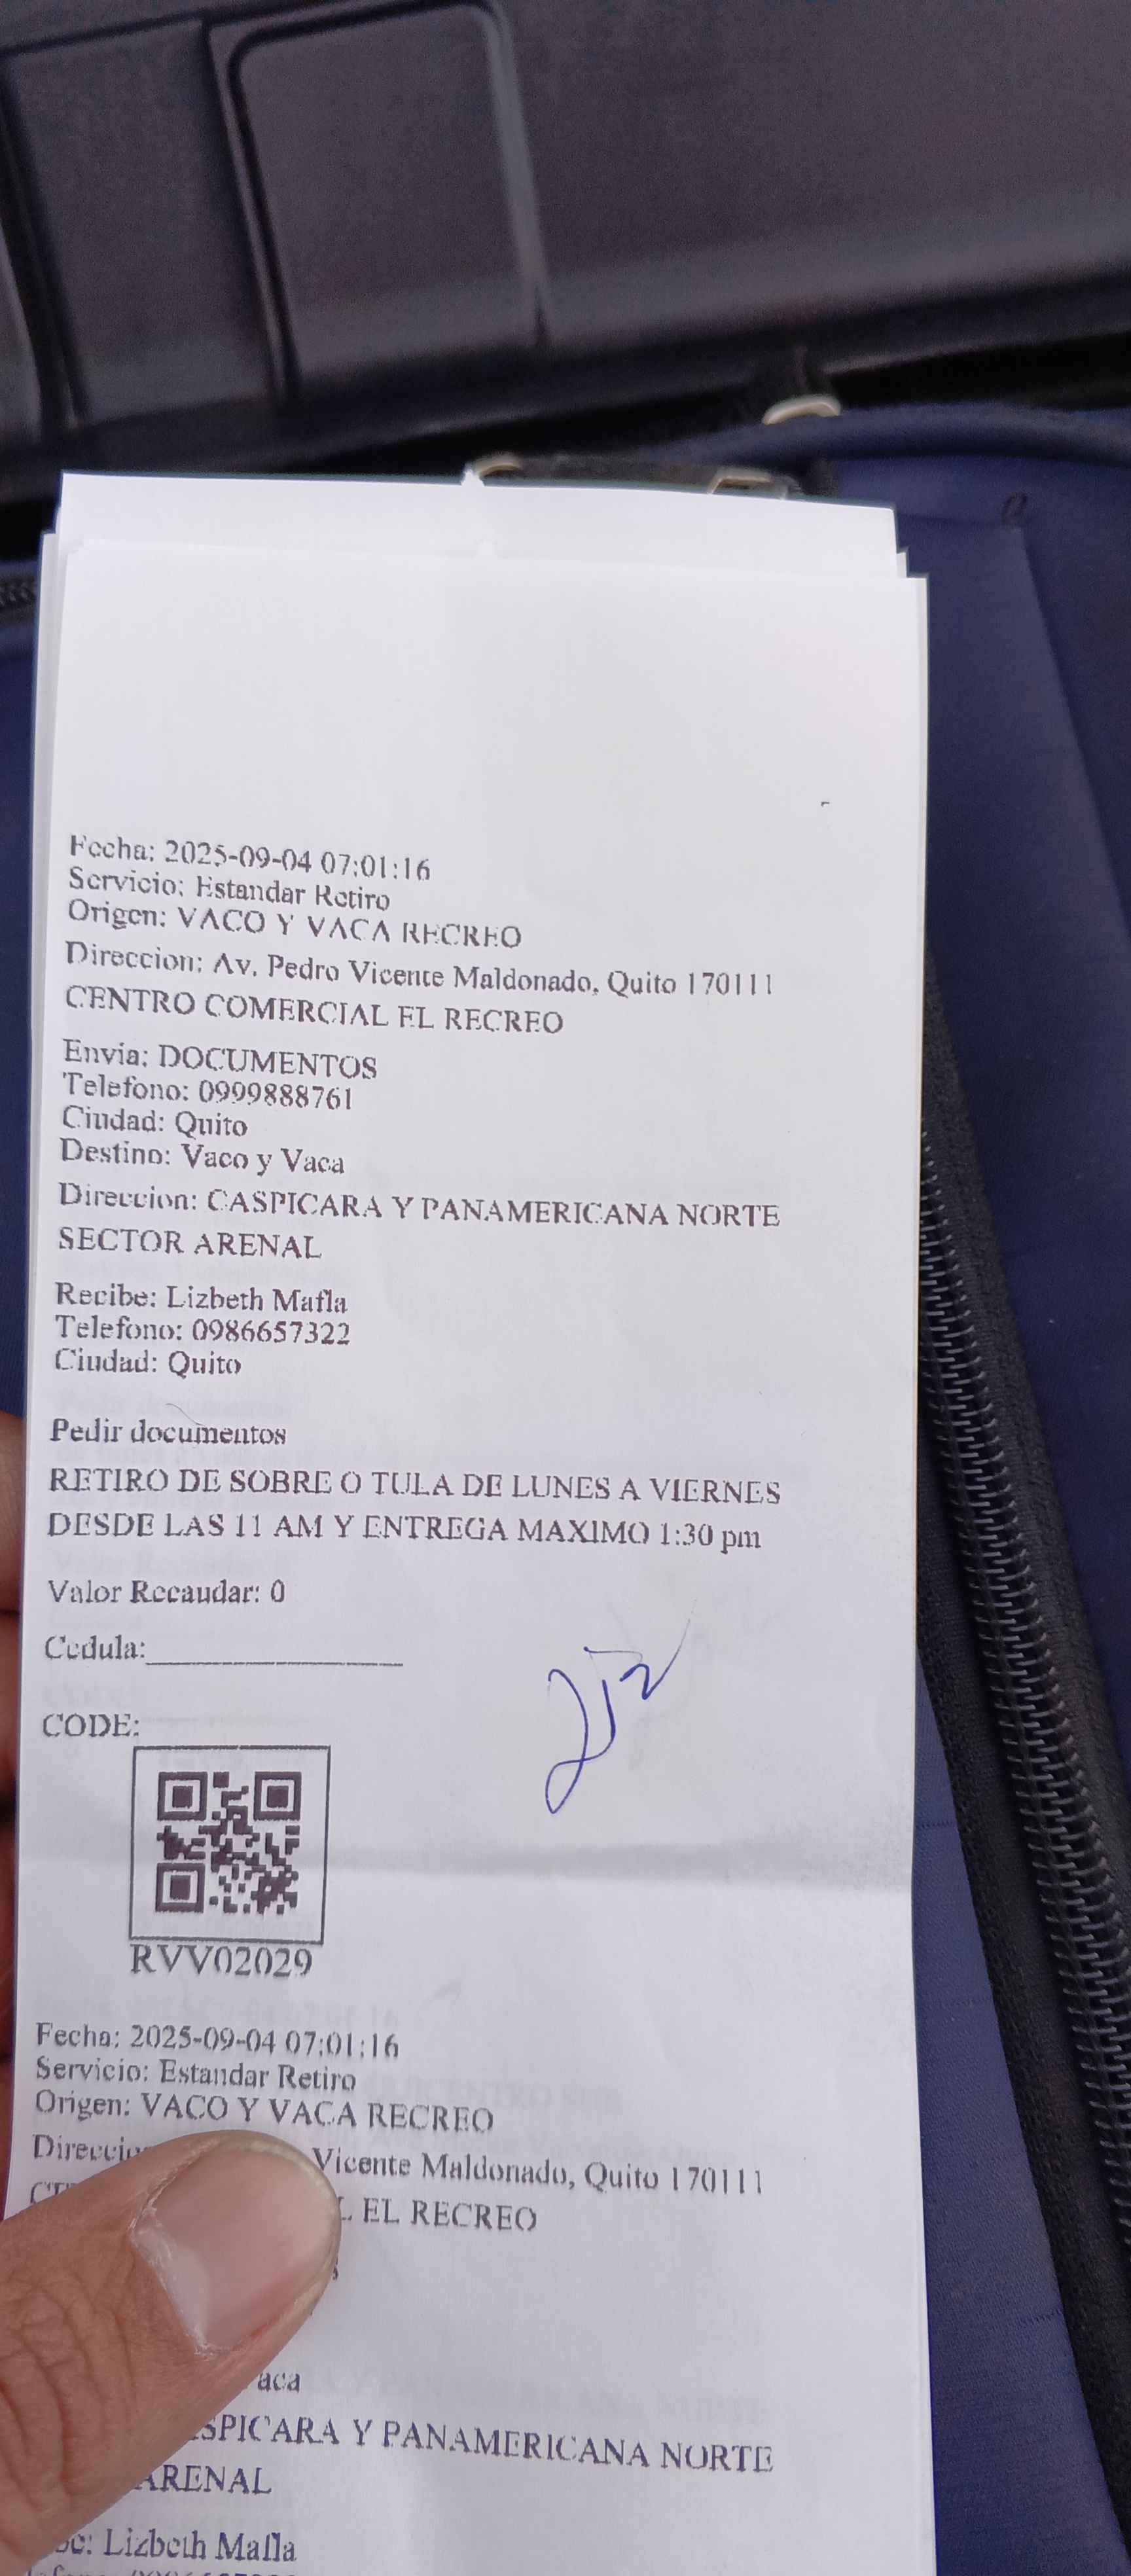 Fecha: 2025-09-04 07:01:16
Servicio: Estandar Retiro
Origen: VACO Y VACA RECREO
Direccion: Av. Pedro Vicente Maldonado, Quito 170111
CENTRO COMERCIAL EL RECREO
Envia: DOCUMENTOS
Telefono: 0999888761
Ciudad: Quito
Destino: Vaco y Vaca
Direccion: CASPICARA Y PANAMERICANA NORTE
SECTOR ARENAL
Recibe: Lizbeth Mafla
Telefono: 0986657322
Ciudad: Quito
Pedir documentos
RETIRO DE SOBRE O TULA DE LUNES A VIERNES
DESDE LAS 11 AM Y ENTREGA MAXIMO 1:30 pm
Valor Recaudar: 0
Cedula:
Liz
CODE:
RVV02029
Fecha: 2025-09-04 07:01:16
Servicio: Estandar Retiro
Origen: VACO Y VACA RECREO
Vicente Maldonado, Quito 170111
EL RECREO
aca
SPICARA Y PANAMERICANA NORTE
ARENAL
Lizbeth Mafla